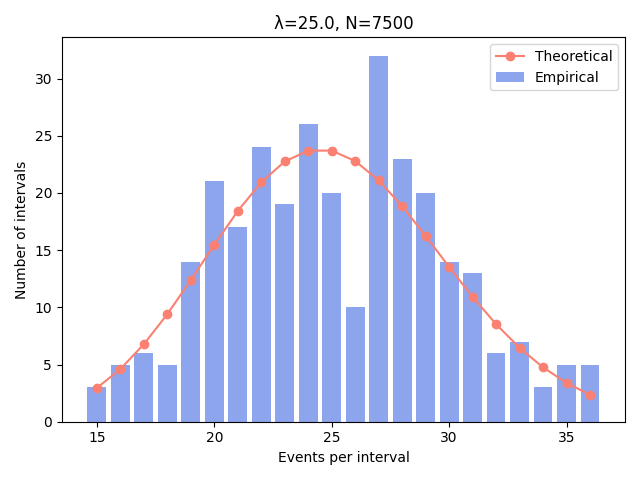 λ=25.0, N=7500
Theoretical
Empirical
Number of intervals
30
25
20
15
10
5
0
15
20
25
30
35
Events per interval